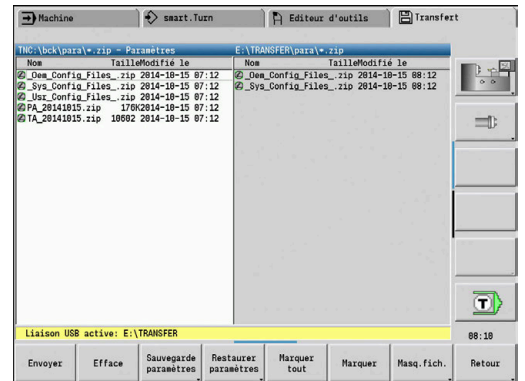 Machine smart.Turn Editeur d'outils Transfert
TNC:\bck\para\*.zip - Paramètres E:\TRANSFER\para\*.zip
Nom TailleModifié le Nom TailleModifié le
_Oem_Config_Files_.zip 2014-10-15 07:12 _Oem_Config_Files_.zip 2014-10-15 08:12
_Sys_Config_Files_.zip 2014-10-15 07:12 _Sys_Config_Files_.zip 2014-10-15 08:12
_Usr_Config_Files_.zip 2014-10-15 07:12
PA_20141015.zip 176K2014-10-15 07:12
TA_20141015.zip 10602 2014-10-15 07:12
T
Liaison USB active: E:\TRANSFER
08:10
Envoyer Efface Sauvegarde paramètres Restaurer paramètres Marquer tout Marquer Masq.fich. Retour